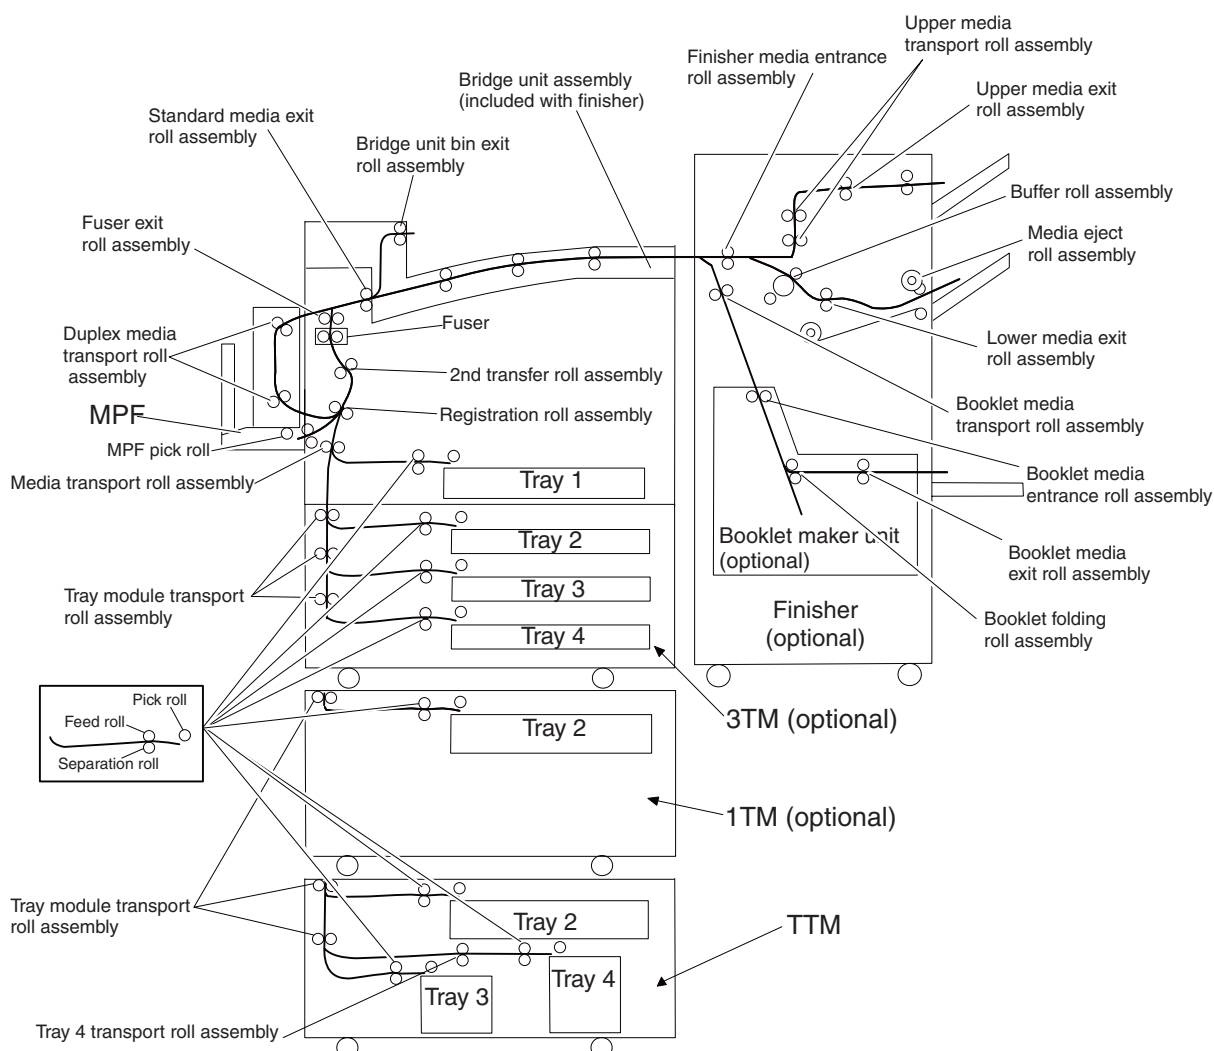 Upper media
transport roll assembly
Finisher media entrance
roll assembly
Bridge unit assembly
(included with finisher)
Upper media exit
roll assembly
Standard media exit
roll assembly
Bridge unit bin exit
roll assembly
Buffer roll assembly
Fuser exit
roll assembly
Media eject
roll assembly
Fuser
Duplex media
transport roll
assembly
Lower media exit
roll assembly
2nd transfer roll assembly
MPF
Registration roll assembly
Booklet media
transport roll assembly
MPF pick roll
Media transport roll assembly
Tray 1
Booklet media
entrance roll assembly
Tray 2
Booklet maker unit
(optional)
Booklet media
exit roll assembly
Tray module transport
roll assembly
Tray 3
Finisher
(optional)
Booklet folding
roll assembly
Tray 4
Pick roll
Feed roll
Separation roll
3TM (optional)
Tray 2
1TM (optional)
Tray module transport
roll assembly
Tray 2
TTM
Tray 3
Tray 4
Tray 4 transport roll assembly